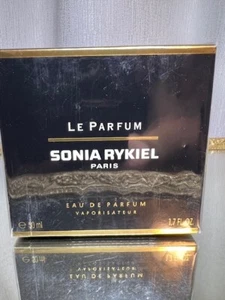 LE PARFUM
SONIA RYKIEL
PARIS
EAU DE PARFUM
VAPORISATEUR
℮ 50 ml 1.7 FL. OZ.